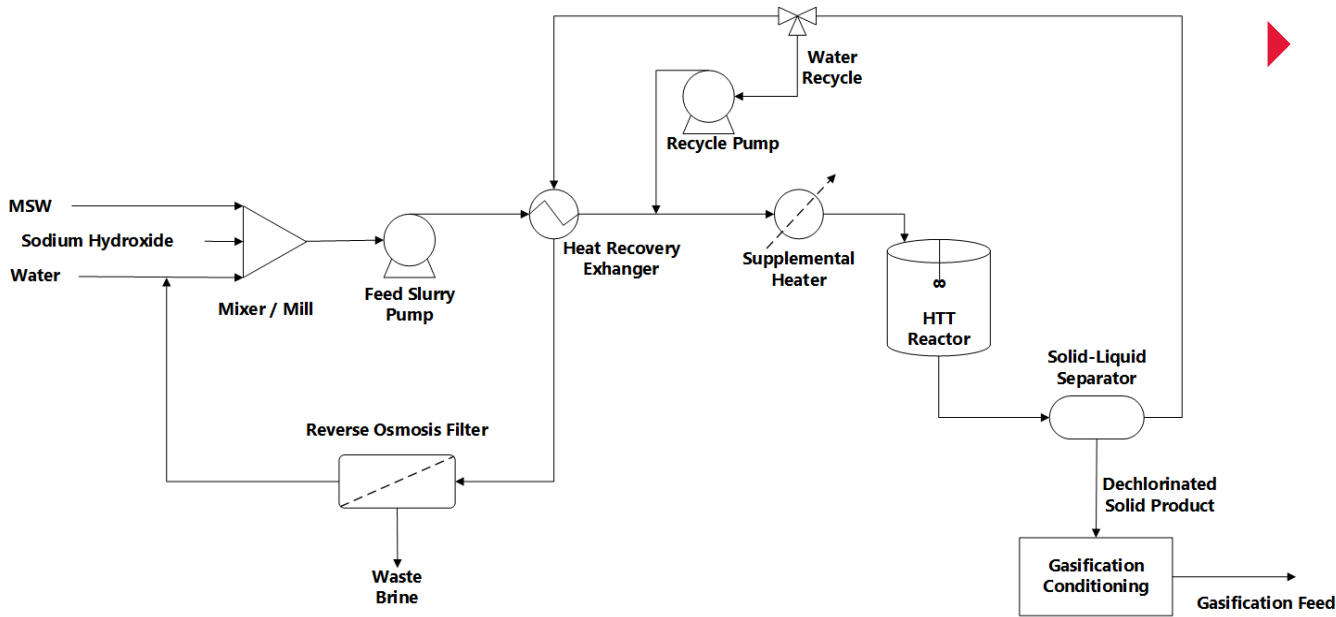 Water
Recycle
Recycle Pump
MSW
Sodium Hydroxide
Water
Mixer / Mill
Feed Slurry
Pump
Heat Recovery
Exhanger
Supplemental
Heater
HTT
Reactor
Solid-Liquid
Separator
Reverse Osmosis Filter
Waste
Brine
Dechlorinated
Solid Product
Gasification
Conditioning
Gasification Feed